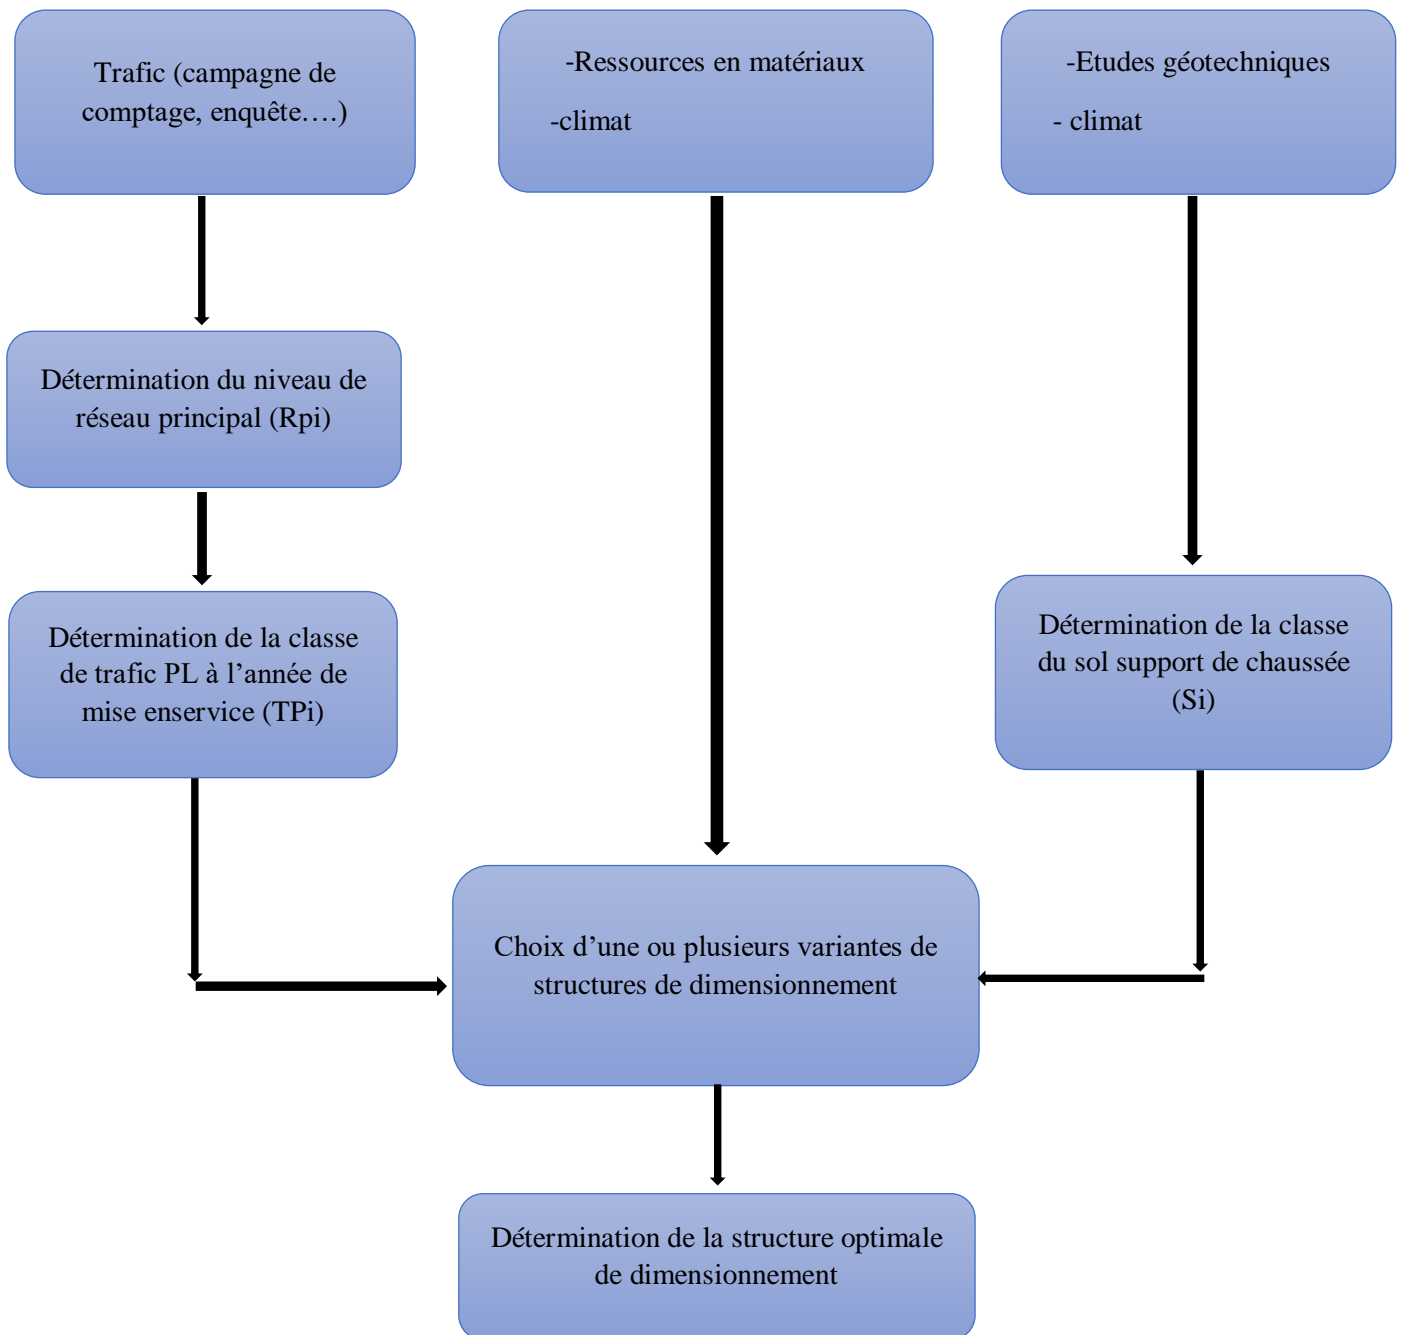 Trafic (campagne de
comptage, enquête….)
-Ressources en matériaux
-climat
-Etudes géotechniques
- climat
Détermination du niveau de
réseau principal (Rpi)
Détermination de la classe
de trafic PL à l’année de
mise enservice (TPi)
Détermination de la classe
du sol support de chaussée
(Si)
Choix d’une ou plusieurs variantes de
structures de dimensionnement
Détermination de la structure optimale
de dimensionnement